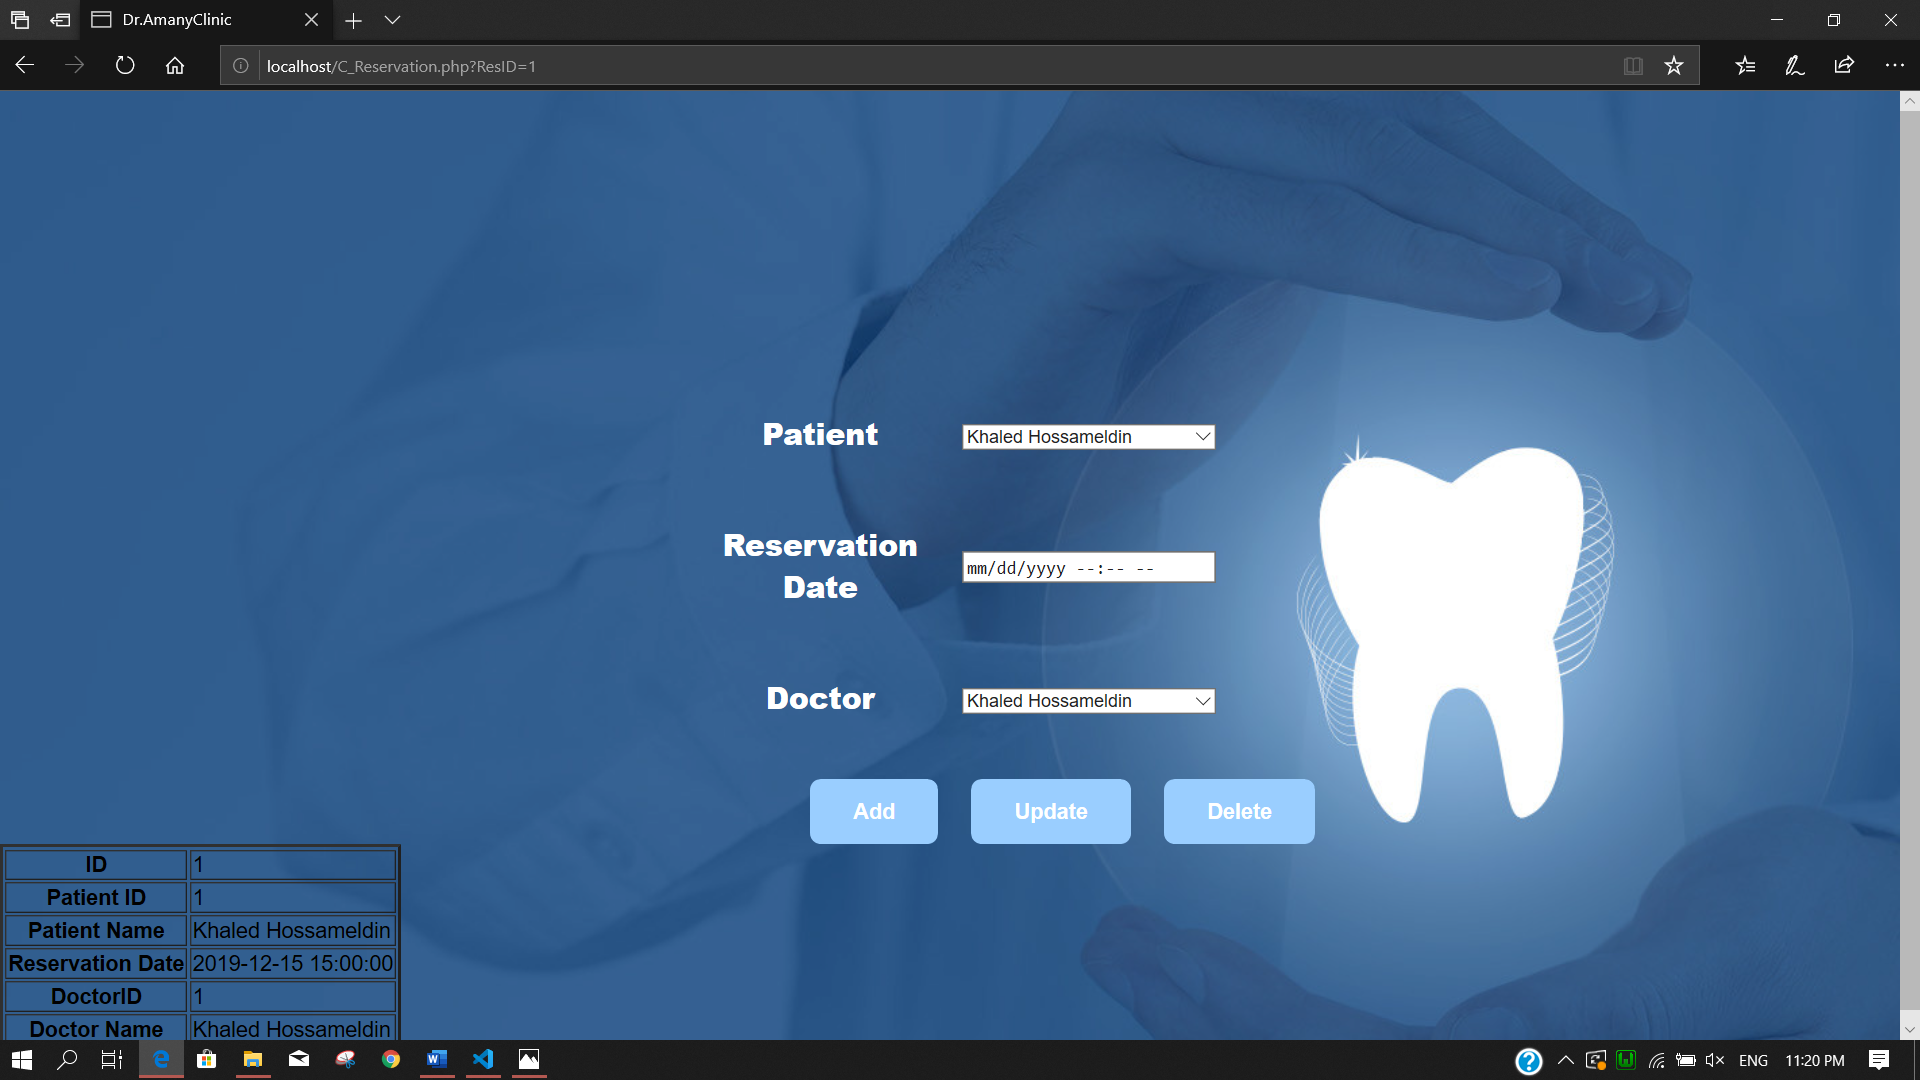 Dr.AmanyClinic
localhost/C_Reservation.php?ResID=1
Patient
Khaled Hossameldin
Reservation
Date
mm/dd/yyyy --:-- --
Doctor
Khaled Hossameldin
Add
Update
Delete
ID 1
Patient ID 1
Patient Name Khaled Hossameldin
Reservation Date 2019-12-15 15:00:00
DoctorID 1
Doctor Name Khaled Hossameldin
ENG
11:20 PM